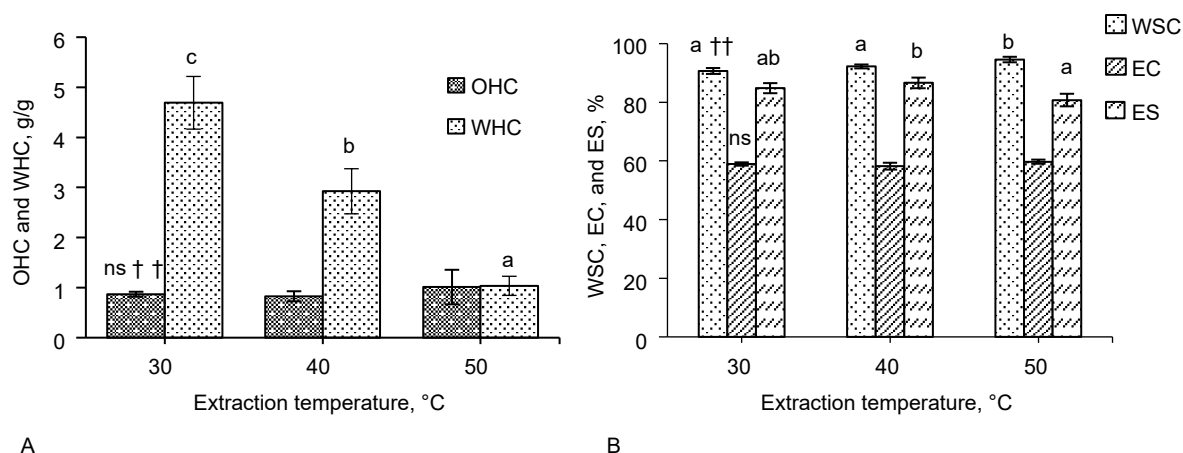 OHC and WHC, g/g
6
5
4
3
2
1
0
ns † †
c
b
a
OHC
WHC
30
40
50
Extraction temperature, °C
A
WSC, EC, and ES, %
100
80
60
40
20
0
a ††
ab
ns
a
b
b
a
WSC
EC
ES
30
40
50
Extraction temperature, °C
B